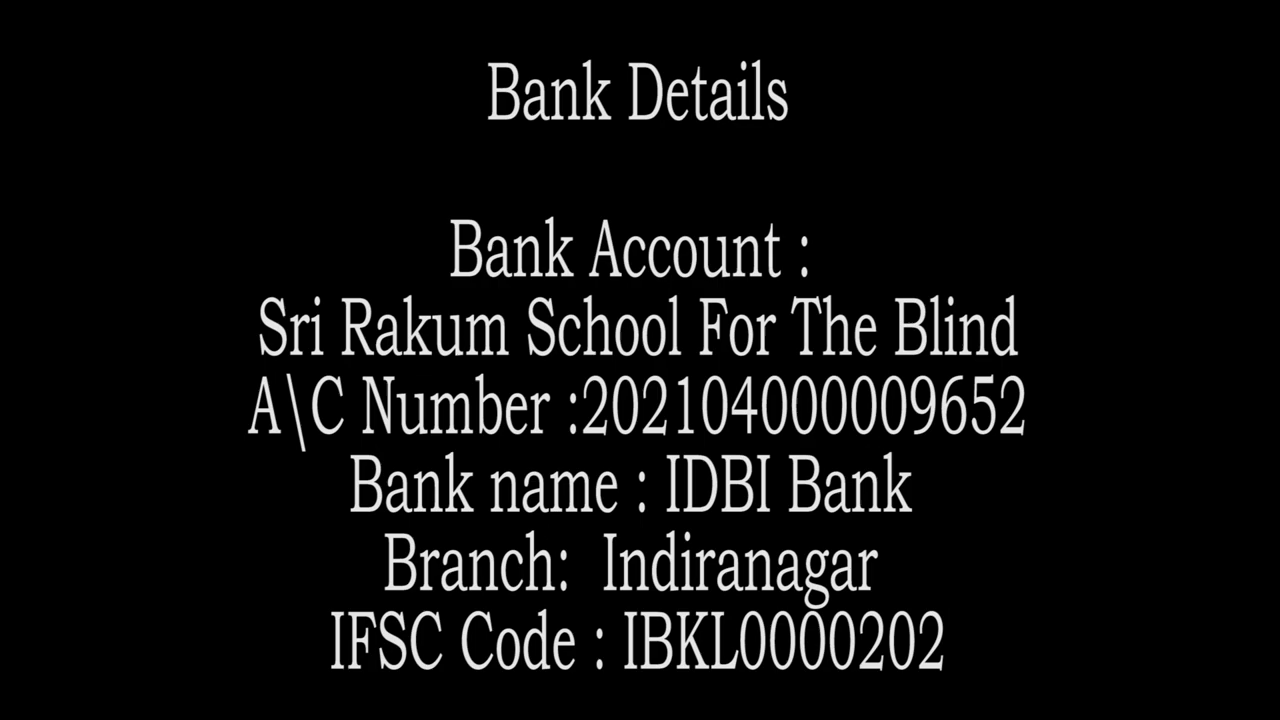 Bank Details
Bank Account :
Sri Rakum School For The Blind
A\C Number :202104000009652
Bank name : IDBI Bank
Branch: Indiranagar
IFSC Code : IBKL0000202